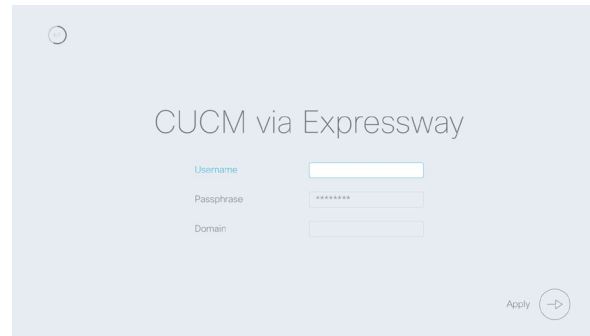 CUCM via Expressway
Username
Passphrase ********
Domain
Apply